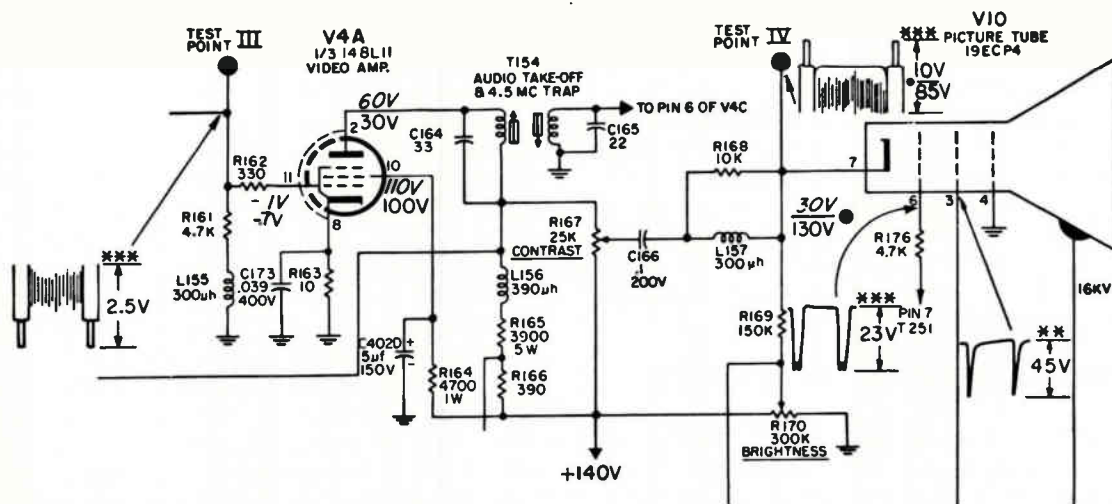 TEST
POINT III
V4A
1/3 14BL11
VIDEO AMP.
T154
AUDIO TAKE-OFF
& 4.5 MC TRAP
TEST
POINT IV
***
10V
85V
V10
PICTURE TUBE
19ECP4
60V
30V
2
C164
33
C165
22
TO PIN 6 OF V4C
R162
330
11
10
110V
100V
-1V
-.7V
8
R168
10K
7
R161
4.7K
R167
25K
CONTRAST
C166
.1
200V
L157
300µh
30V
130V
6
3
4
R176
4.7K
***
2.5V
L155
300µh
C173
.039
400V
R163
10
L156
390µh
R165
3900
5W
C402D
5µf
150V
+
-
R164
4700
1W
R166
390
R169
150K
***
23V
PIN 7
T251
**
45V
16KV
R170
300K
BRIGHTNESS
+140V